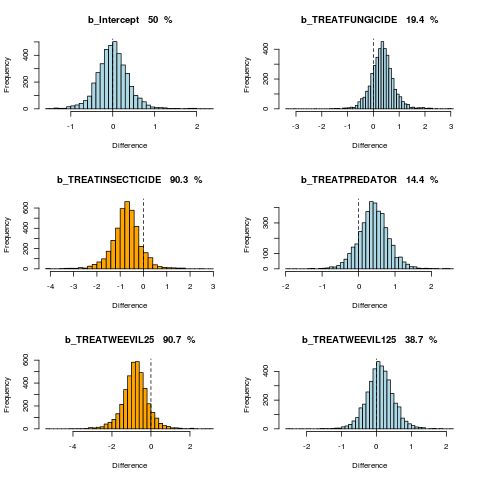 b_Intercept 50 %
Frequency
0 200 400
-1 0 1 2
Difference
b_TREATFUNGICIDE 19.4 %
Frequency
0 200 400
-3 -2 -1 0 1 2 3
Difference
b_TREATINSECTICIDE 90.3 %
Frequency
0 200 400 600
-4 -3 -2 -1 0 1 2 3
Difference
b_TREATPREDATOR 14.4 %
Frequency
0 100 300
-2 -1 0 1 2
Difference
b_TREATWEEVIL25 90.7 %
Frequency
0 200 400 600
-4 -2 0 2
Difference
b_TREATWEEVIL125 38.7 %
Frequency
0 200 400
-2 -1 0 1 2
Difference